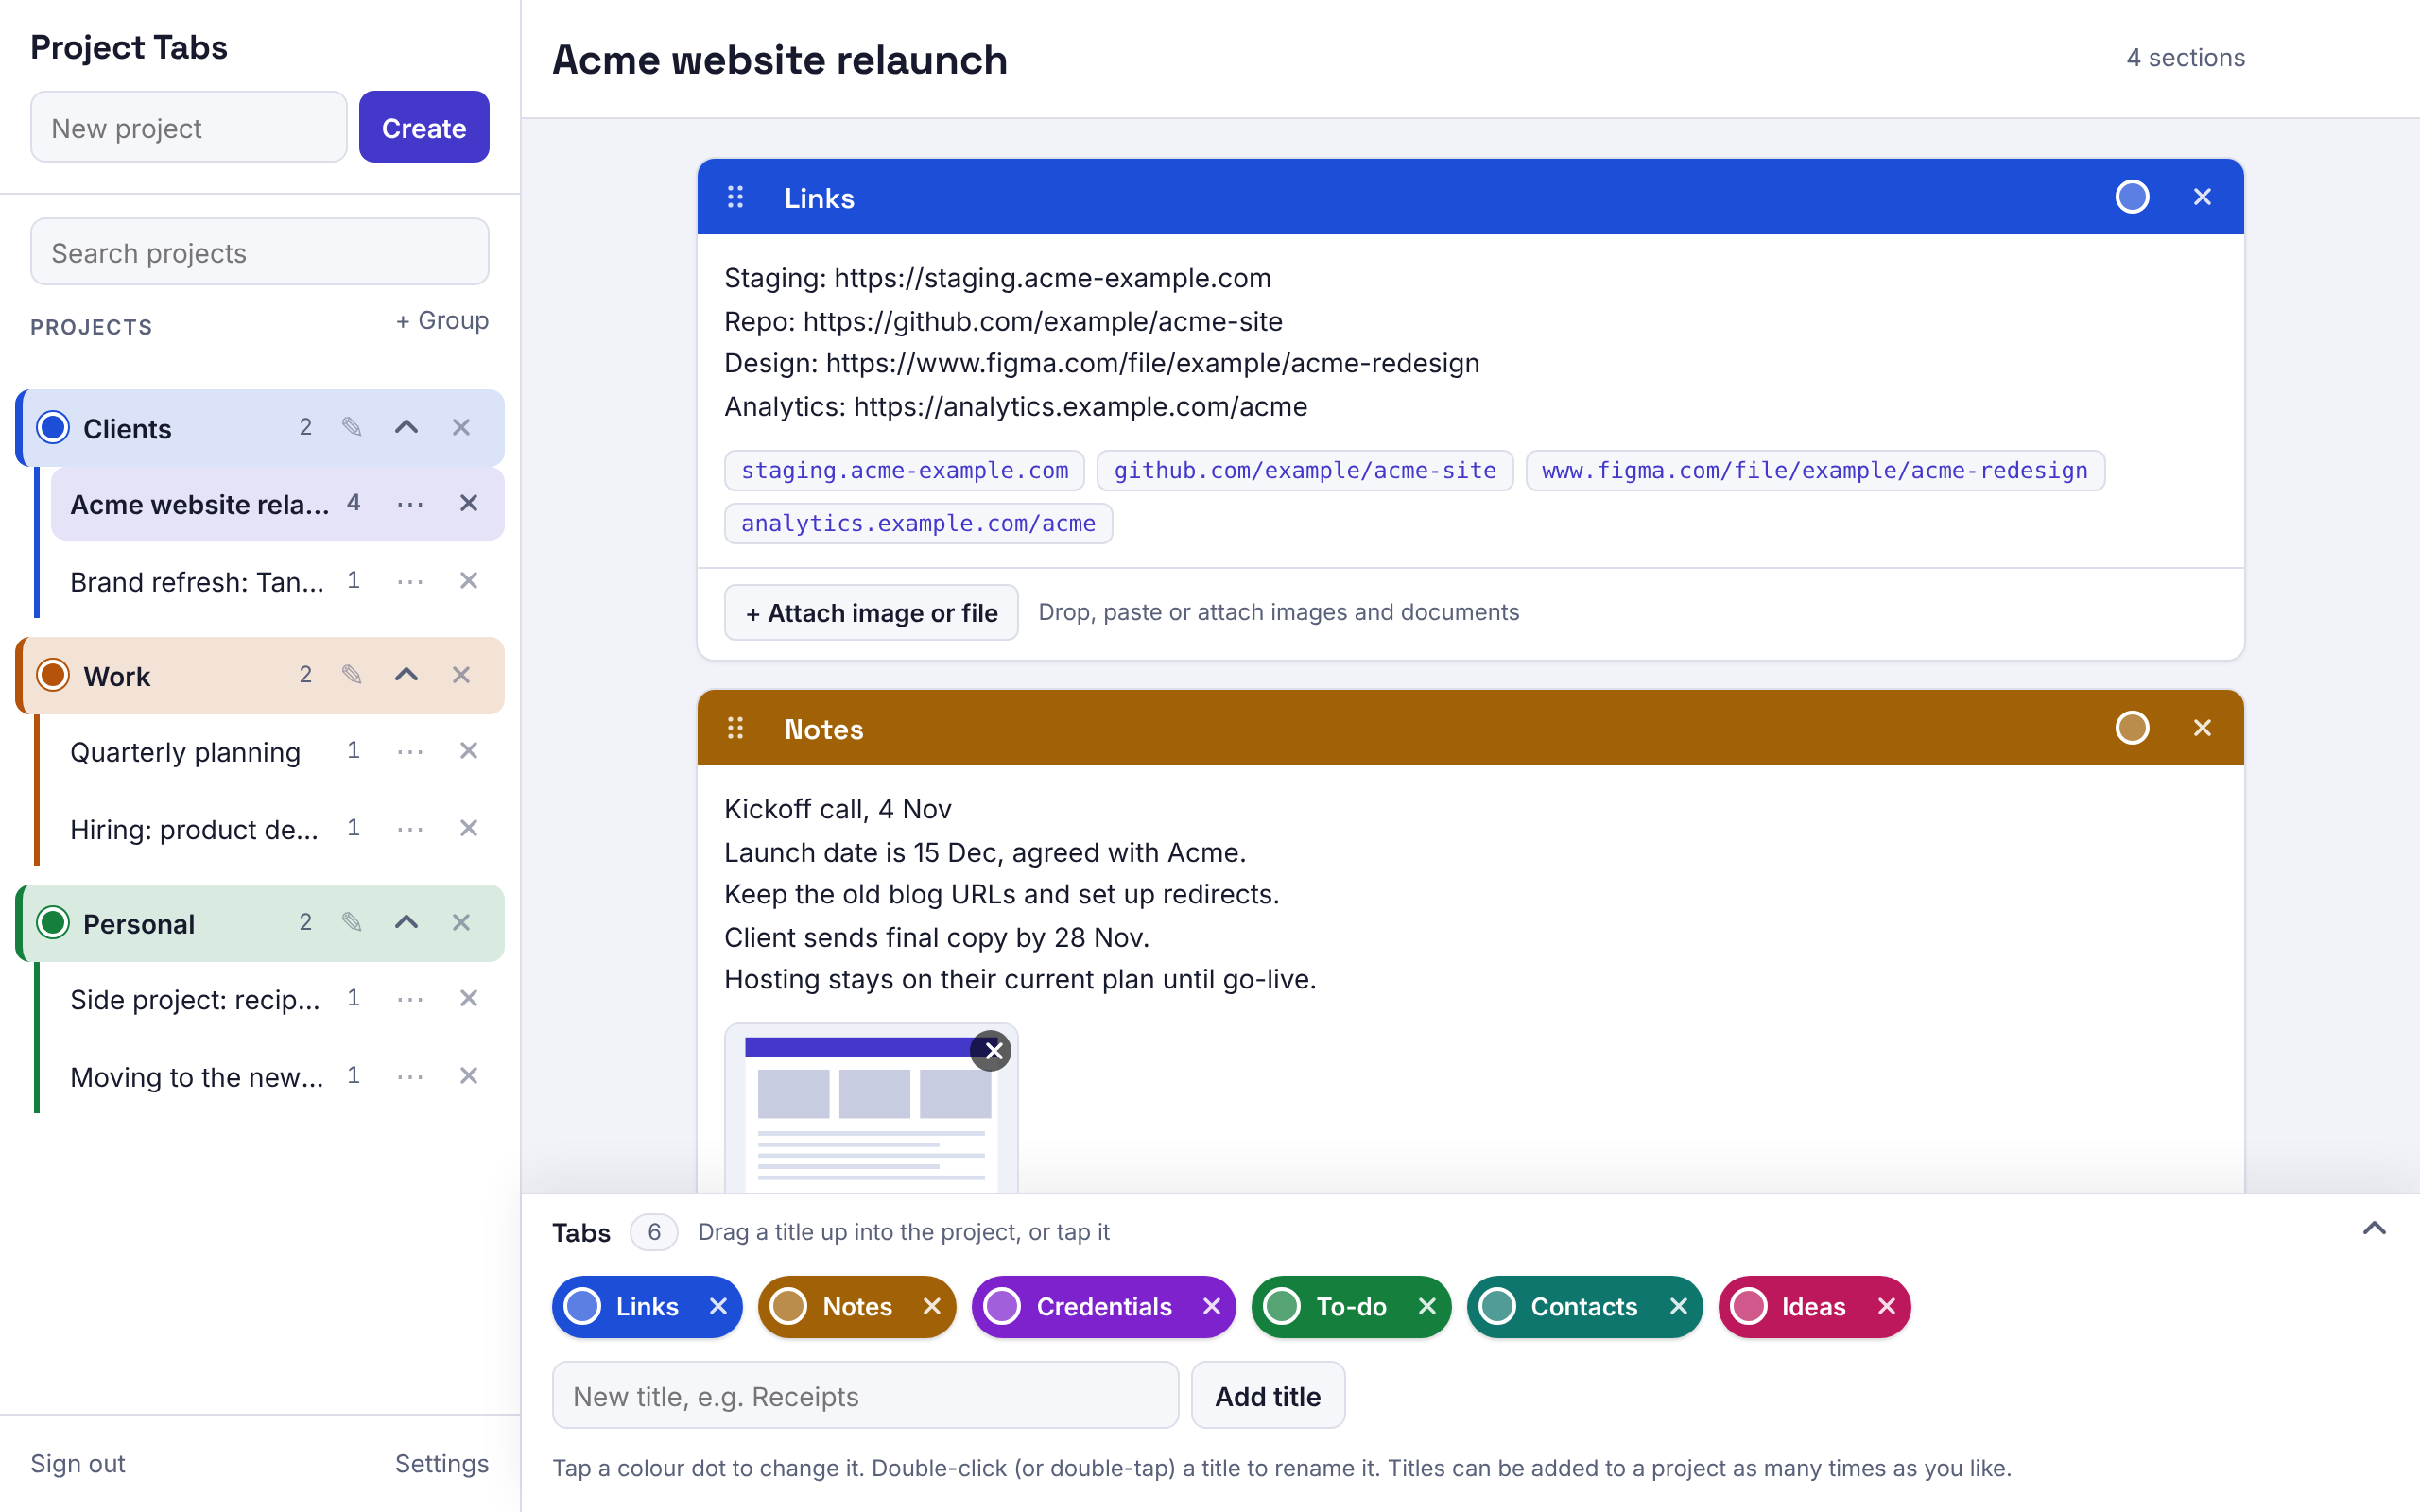 Project Tabs
New project
Create
Search projects
PROJECTS
+ Group
Clients 2
Acme website rela... 4
Brand refresh: Tan... 1
Work 2
Quarterly planning 1
Hiring: product de... 1
Personal 2
Side project: recip... 1
Moving to the new... 1
Sign out
Settings
Acme website relaunch
4 sections
Links
Staging: https://staging.acme-example.com
Repo: https://github.com/example/acme-site
Design: https://www.figma.com/file/example/acme-redesign
Analytics: https://analytics.example.com/acme
staging.acme-example.com
github.com/example/acme-site
www.figma.com/file/example/acme-redesign
analytics.example.com/acme
+ Attach image or file
Drop, paste or attach images and documents
Notes
Kickoff call, 4 Nov
Launch date is 15 Dec, agreed with Acme.
Keep the old blog URLs and set up redirects.
Client sends final copy by 28 Nov.
Hosting stays on their current plan until go-live.
Tabs 6 Drag a title up into the project, or tap it
Links
Notes
Credentials
To-do
Contacts
Ideas
New title, e.g. Receipts
Add title
Tap a colour dot to change it. Double-click (or double-tap) a title to rename it. Titles can be added to a project as many times as you like.